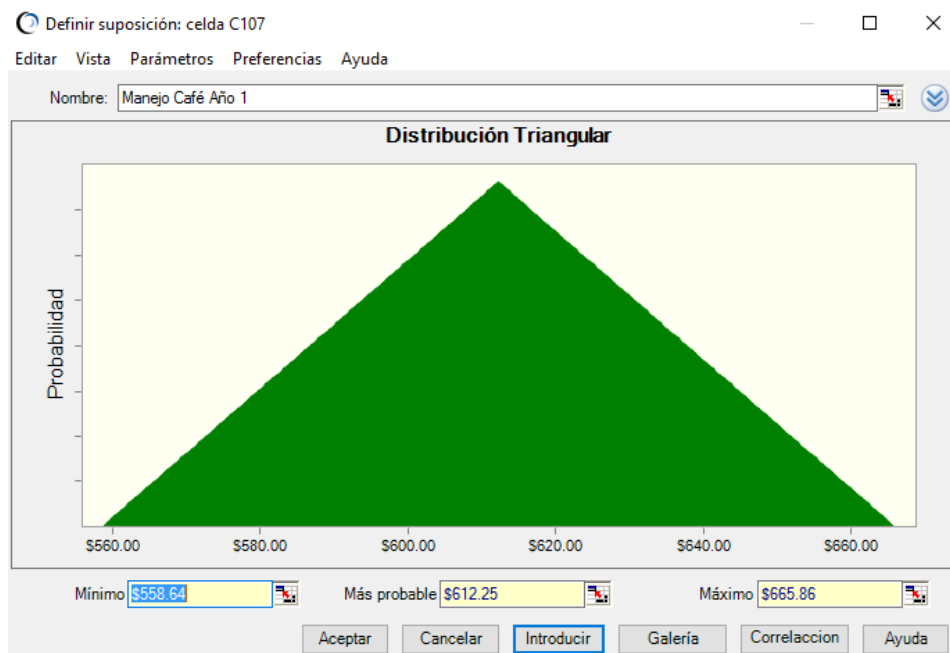 Definir suposición: celda C107
Editar Vista Parámetros Preferencias Ayuda
Nombre: Manejo Café Año 1
Distribución Triangular
Probabilidad
$560.00 $580.00 $600.00 $620.00 $640.00 $660.00
Mínimo $558.64 Más probable $612.25 Máximo $665.86
Aceptar Cancelar Introducir Galería Correlaccion Ayuda